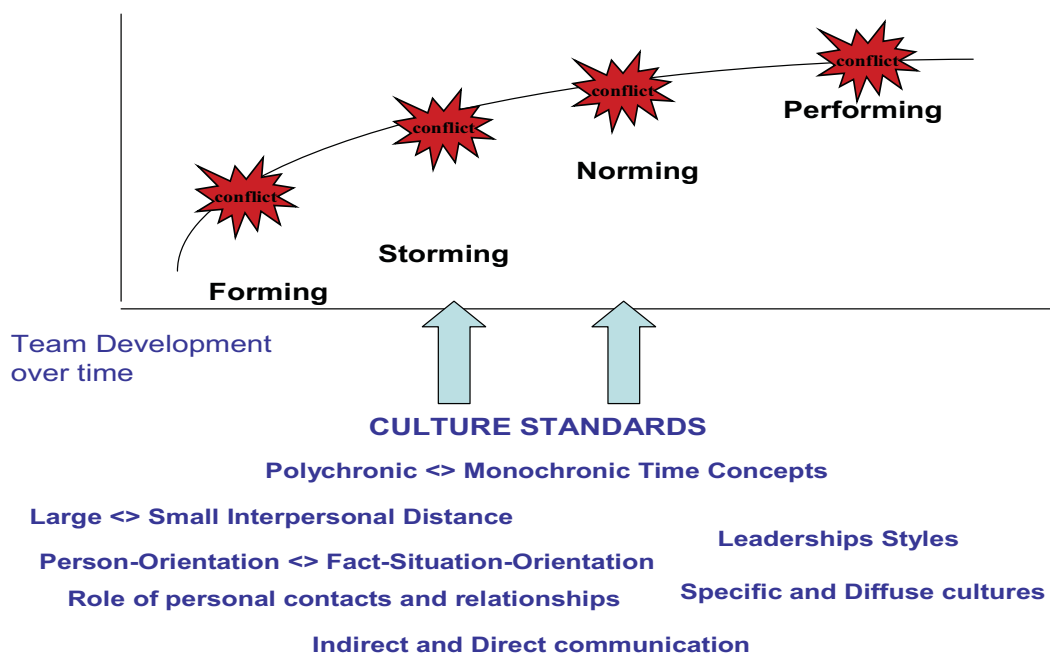 conflict
conflict
conflict
conflict
Performing
Norming
Storming
Forming
Team Development
over time
CULTURE STANDARDS
Polychronic <> Monochronic Time Concepts
Large <> Small Interpersonal Distance
Leaderships Styles
Person-Orientation <> Fact-Situation-Orientation
Specific and Diffuse cultures
Role of personal contacts and relationships
Indirect and Direct communication